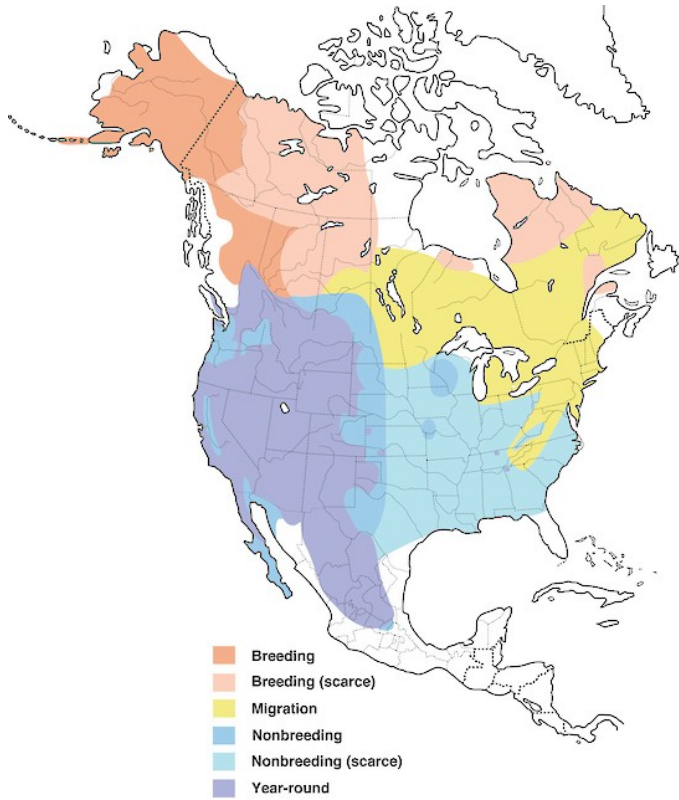 Breeding
Breeding (scarce)
Migration
Nonbreeding
Nonbreeding (scarce)
Year-round